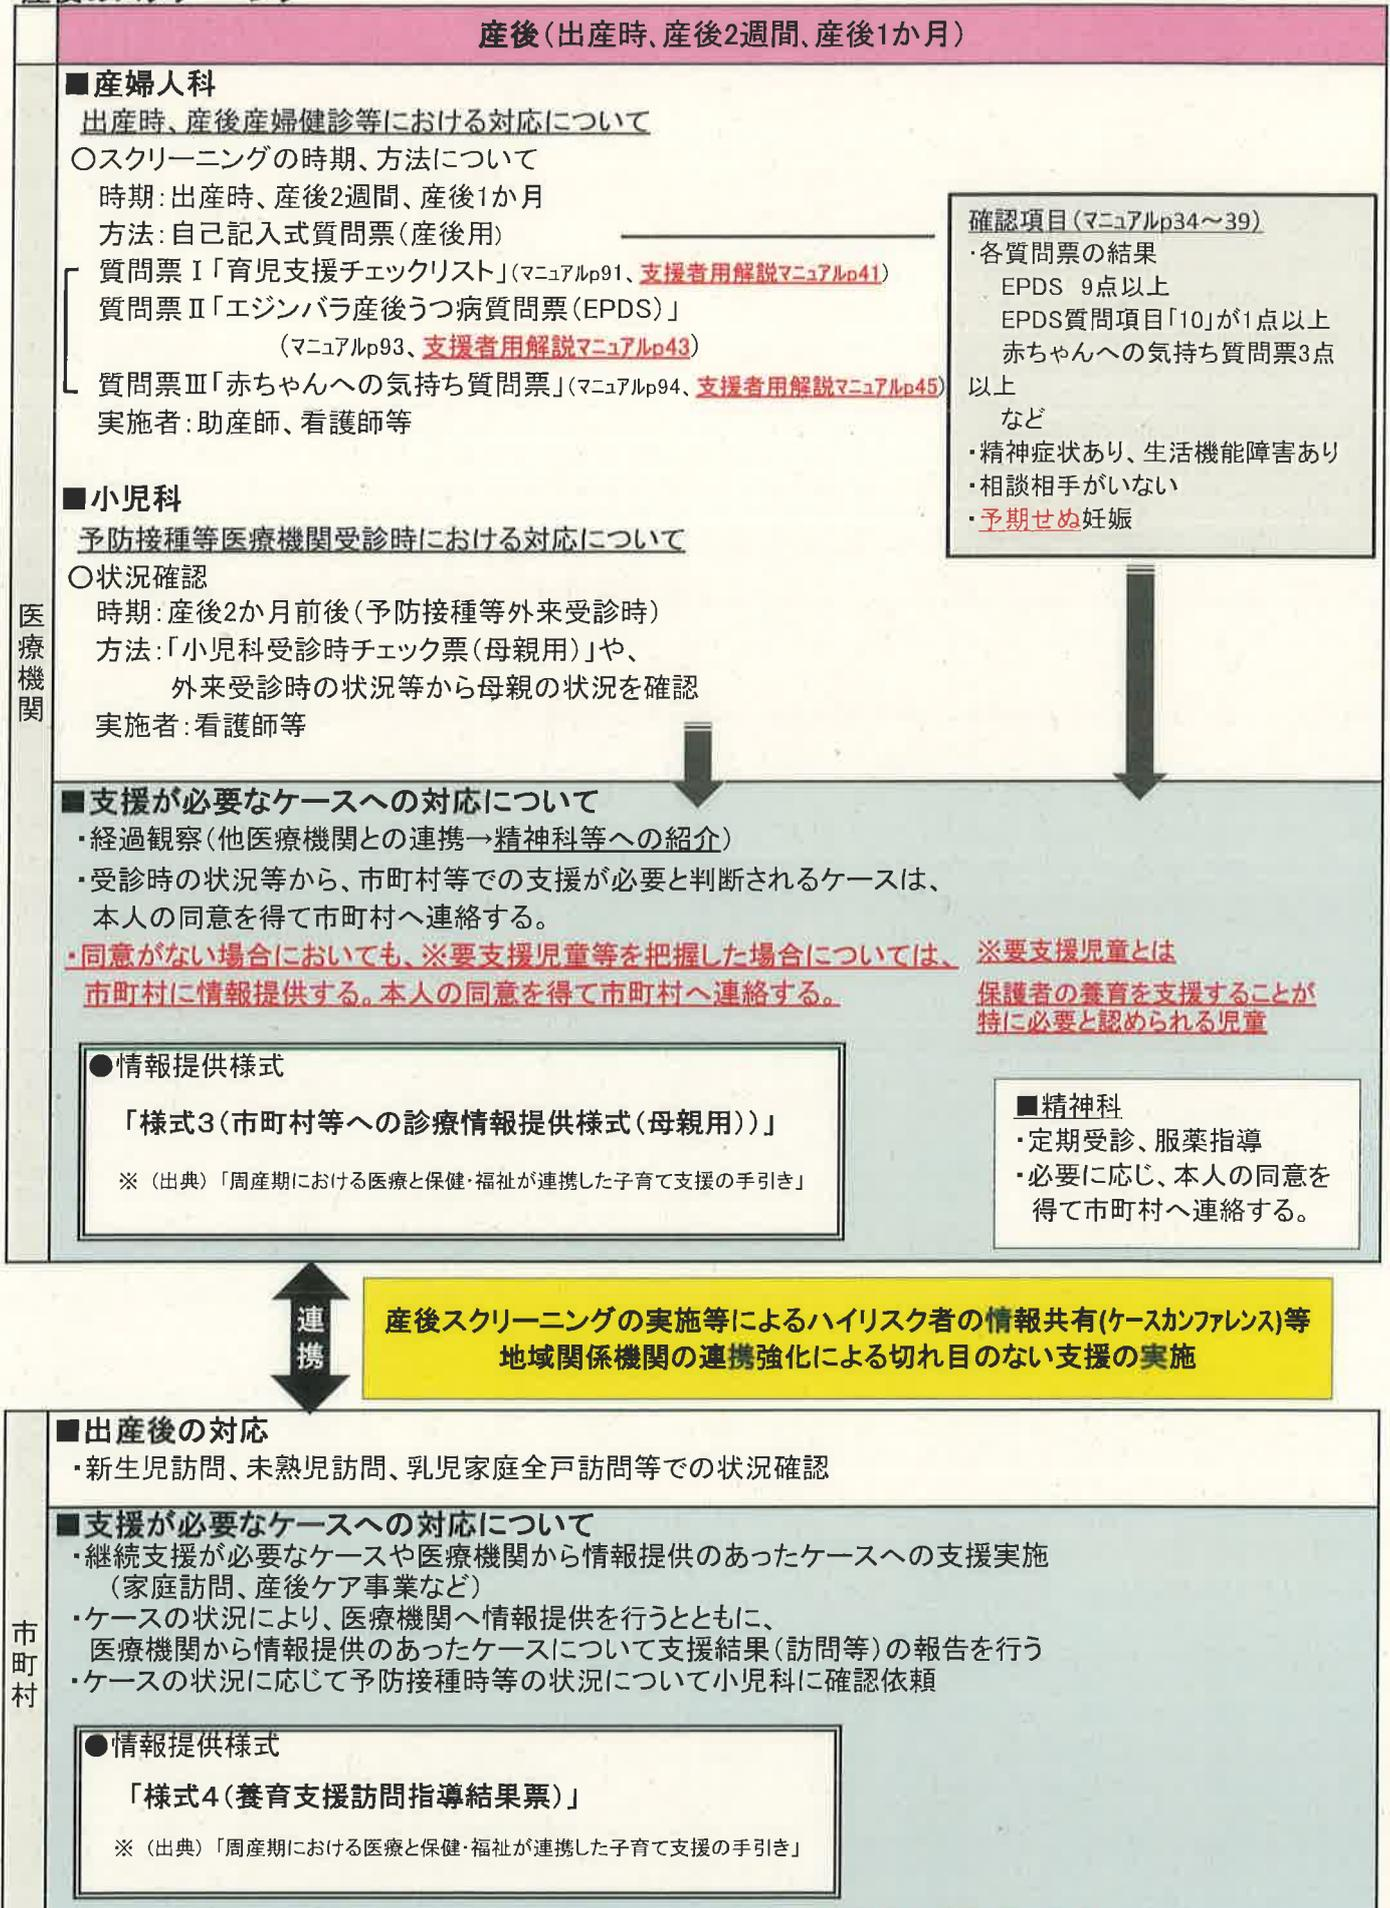 産後(出産時、産後2週間、産後1か月)
■産婦人科
出産時、産後産婦健診等における対応について
○スクリーニングの時期、方法について
時期:出産時、産後2週間、産後1か月
方法:自己記入式質問票(産後用)
質問票Ⅰ「育児支援チェックリスト」(マニュアルp91、支援者用解説マニュアルp41)
質問票Ⅱ「エジンバラ産後うつ病質問票(EPDS)」
(マニュアルp93、支援者用解説マニュアルp43)
質問票Ⅲ「赤ちゃんへの気持ち質問票」(マニュアルp94、支援者用解説マニュアルp45)
実施者:助産師、看護師等
確認項目(マニュアルp34～39)
・各質問票の結果
EPDS 9点以上
EPDS質問項目「10」が1点以上
赤ちゃんへの気持ち質問票3点
以上
など
・精神症状あり、生活機能障害あり
・相談相手がいない
・予期せぬ妊娠
■小児科
予防接種等医療機関受診時における対応について
○状況確認
時期:産後2か月前後(予防接種等外来受診時)
方法:「小児科受診時チェック票(母親用)」や、
外来受診時の状況等から母親の状況を確認
実施者:看護師等
医療機関
■支援が必要なケースへの対応について
・経過観察(他医療機関との連携→精神科等への紹介)
・受診時の状況等から、市町村等での支援が必要と判断されるケースは、
本人の同意を得て市町村へ連絡する。
・同意がない場合においても、※要支援児童等を把握した場合については、
市町村に情報提供する。本人の同意を得て市町村へ連絡する。
※要支援児童とは
保護者の養育を支援することが
特に必要と認められる児童
●情報提供様式
「様式3(市町村等への診療情報提供様式(母親用))」
※（出典）「周産期における医療と保健・福祉が連携した子育て支援の手引き」
■精神科
・定期受診、服薬指導
・必要に応じ、本人の同意を
得て市町村へ連絡する。
連携
産後スクリーニングの実施等によるハイリスク者の情報共有(ケースカンファレンス)等
地域関係機関の連携強化による切れ目のない支援の実施
■出産後の対応
・新生児訪問、未熟児訪問、乳児家庭全戸訪問等での状況確認
市町村
■支援が必要なケースへの対応について
・継続支援が必要なケースや医療機関から情報提供のあったケースへの支援実施
(家庭訪問、産後ケア事業など)
・ケースの状況により、医療機関へ情報提供を行うとともに、
医療機関から情報提供のあったケースについて支援結果(訪問等)の報告を行う
・ケースの状況に応じて予防接種時等の状況について小児科に確認依頼
●情報提供様式
「様式4(養育支援訪問指導結果票)」
※（出典）「周産期における医療と保健・福祉が連携した子育て支援の手引き」